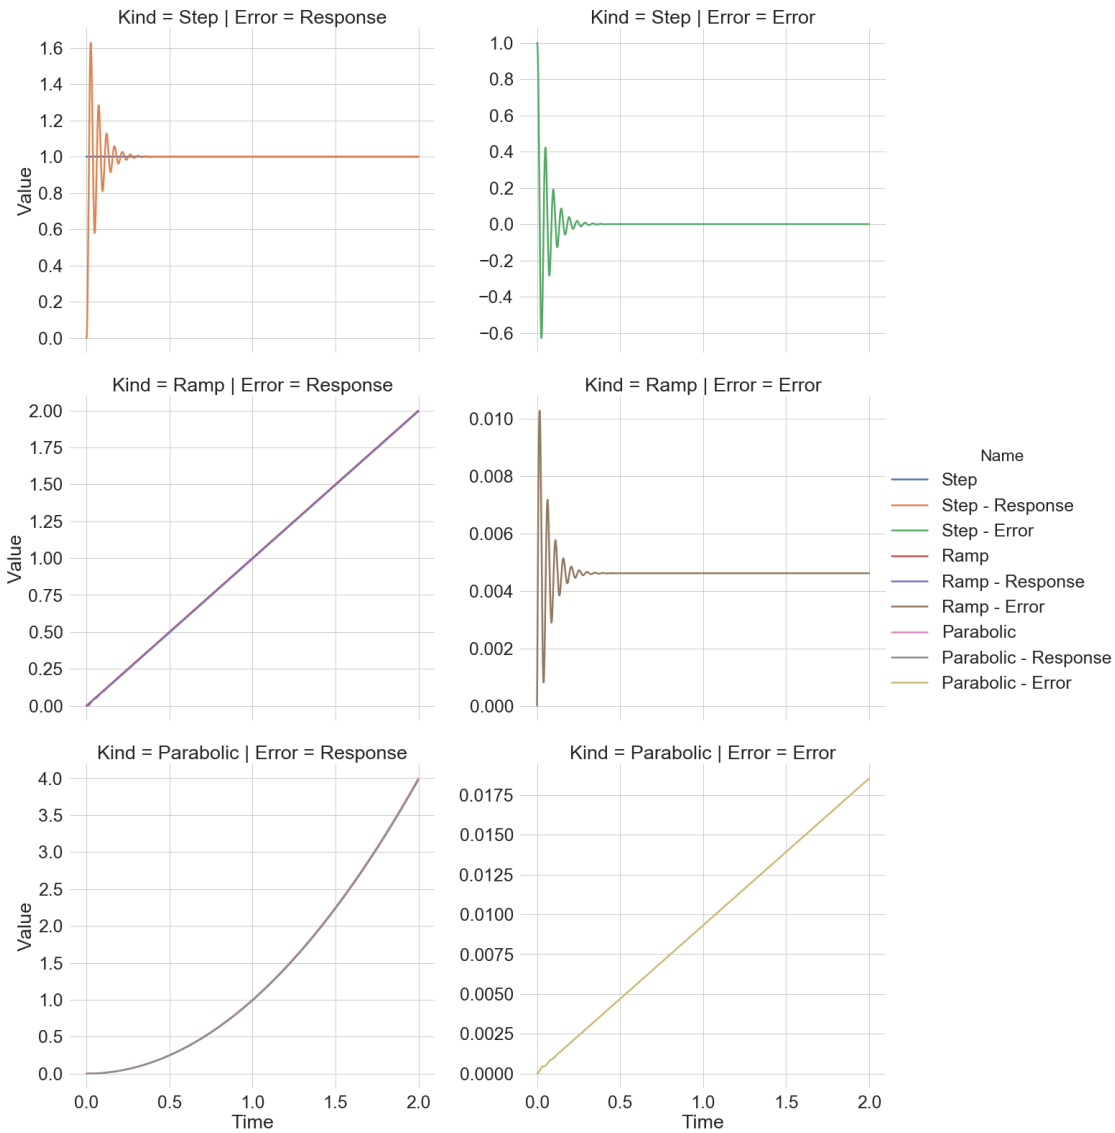 Kind = Step | Error = Response
Kind = Step | Error = Error
1.6
1.4
1.2
1.0
0.8
0.6
0.4
0.2
0.0
Value
1.0
0.8
0.6
0.4
0.2
0.0
−0.2
−0.4
−0.6
Kind = Ramp | Error = Response
Kind = Ramp | Error = Error
2.00
1.75
1.50
1.25
1.00
0.75
0.50
0.25
0.00
Value
0.010
0.008
0.006
0.004
0.002
0.000
Name
Step
Step - Response
Step - Error
Ramp
Ramp - Response
Ramp - Error
Parabolic
Parabolic - Response
Parabolic - Error
Kind = Parabolic | Error = Response
Kind = Parabolic | Error = Error
4.0
3.5
3.0
2.5
2.0
1.5
1.0
0.5
0.0
Value
0.0175
0.0150
0.0125
0.0100
0.0075
0.0050
0.0025
0.0000
0.0 0.5 1.0 1.5 2.0
Time
0.0 0.5 1.0 1.5 2.0
Time